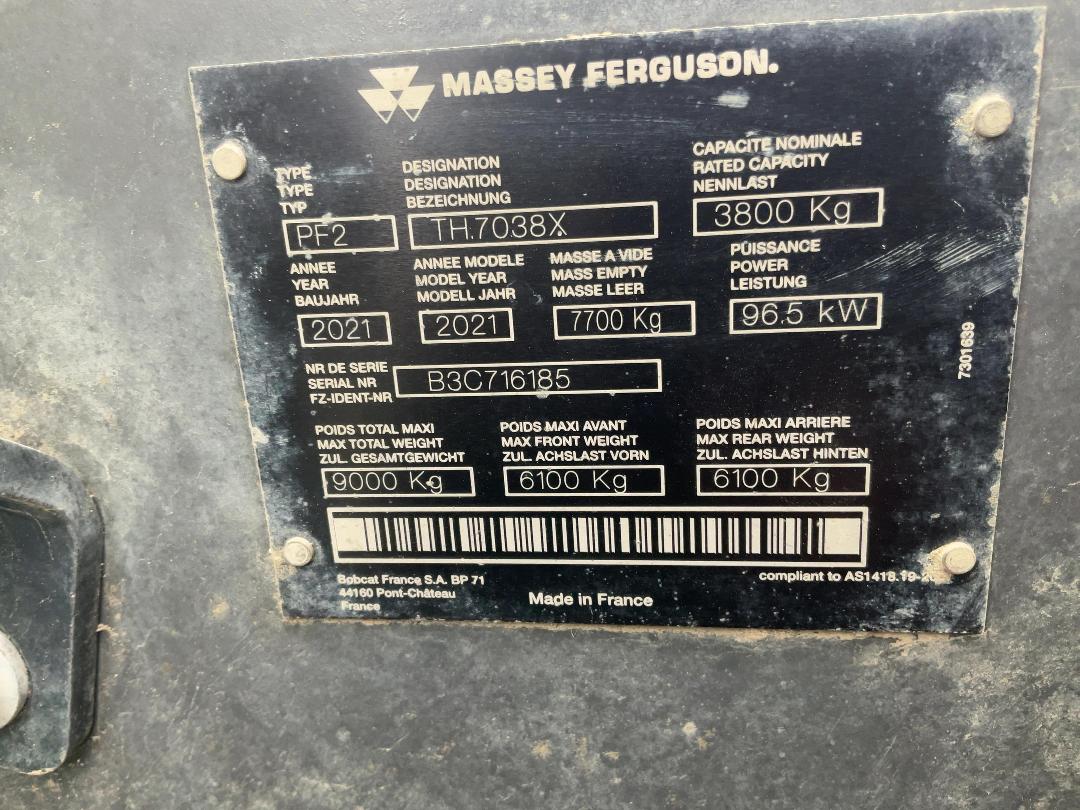 MASSEY FERGUSON.
TYPE
TYPE
TYP
PF2
DESIGNATION
DESIGNATION
BEZEICHNUNG
TH.7038X
CAPACITE NOMINALE
RATED CAPACITY
NENNLAST
3800 Kg
ANNEE
YEAR
BAUJAHR
2021
ANNEE MODELE
MODEL YEAR
MODELL JAHR
2021
MASSE A VIDE
MASS EMPTY
MASSE LEER
7700 Kg
PUISSANCE
POWER
LEISTUNG
96.5 kW
NR DE SERIE
SERIAL NR
FZ-IDENT-NR
B3C716185
7301639
POIDS TOTAL MAXI
MAX TOTAL WEIGHT
ZUL. GESAMTGEWICHT
9000 Kg
POIDS MAXI AVANT
MAX FRONT WEIGHT
ZUL. ACHSLAST VORN
6100 Kg
POIDS MAXI ARRIERE
MAX REAR WEIGHT
ZUL. ACHSLAST HINTEN
6100 Kg
Bobcat France S.A. BP 71
44160 Pont-Château
France
Made in France
compliant to